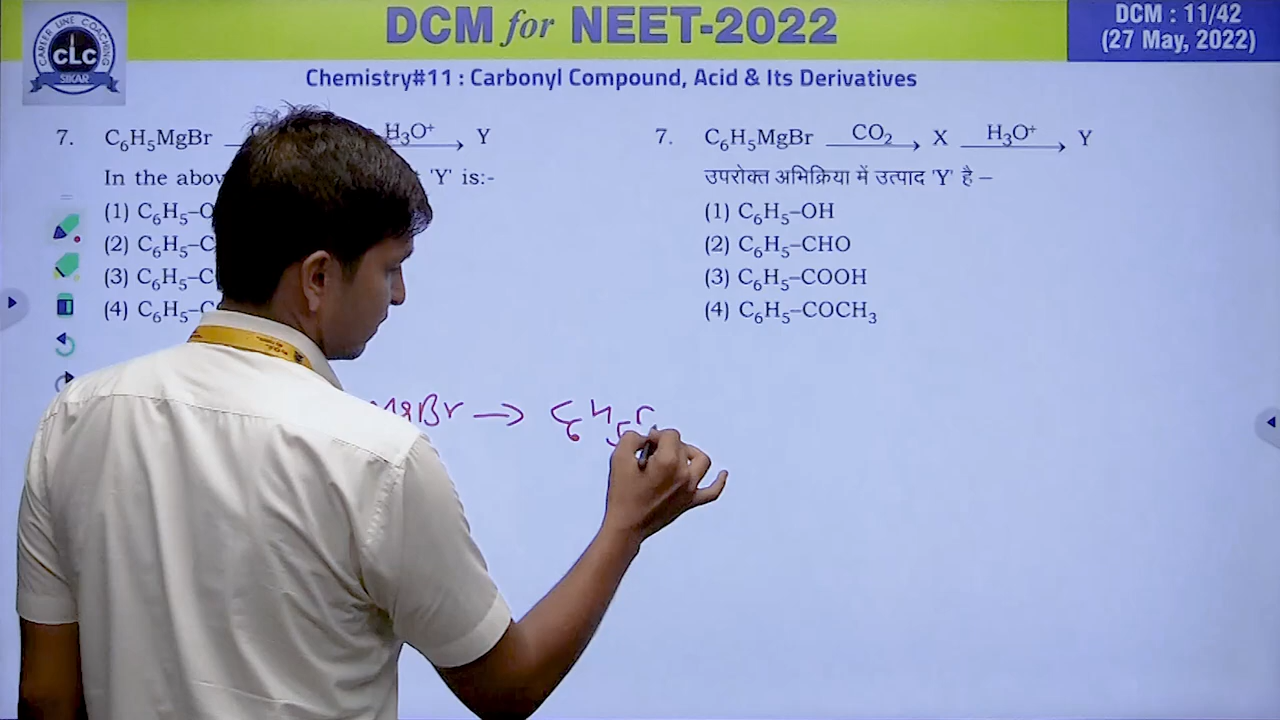 DCM for NEET-2022
DCM : 11/42
(27 May, 2022)
CAREER LINE COACHING
CLC
SIKAR
Chemistry#11 : Carbonyl Compound, Acid & Its Derivatives
7. C₆H₅MgBr H₃O⁺ Y
In the 'Y' is:-
(1) C₆H₅–
(2) C₆H₅–
(3) C₆H₅–
(4) C₆H₅–
7. C₆H₅MgBr CO₂→ X H₃O⁺→ Y
उपरोक्त अभिक्रिया में उत्पाद 'Y' है –
(1) C₆H₅–OH
(2) C₆H₅–CHO
(3) C₆H₅–COOH
(4) C₆H₅–COCH₃
MgBr → C₆H₅